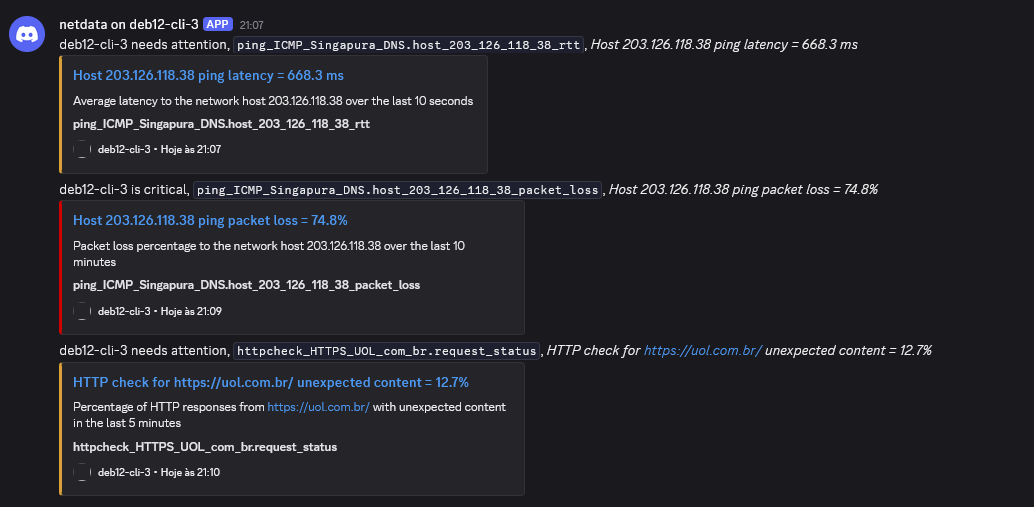 netdata on deb12-cli-3 APP 21:07
deb12-cli-3 needs attention, ping_ICMP_Singapura_DNS.host_203_126_118_38_rtt, Host 203.126.118.38 ping latency = 668.3 ms
Host 203.126.118.38 ping latency = 668.3 ms
Average latency to the network host 203.126.118.38 over the last 10 seconds
ping_ICMP_Singapura_DNS.host_203_126_118_38_rtt
deb12-cli-3 • Hoje às 21:07
deb12-cli-3 is critical, ping_ICMP_Singapura_DNS.host_203_126_118_38_packet_loss, Host 203.126.118.38 ping packet loss = 74.8%
Host 203.126.118.38 ping packet loss = 74.8%
Packet loss percentage to the network host 203.126.118.38 over the last 10
minutes
ping_ICMP_Singapura_DNS.host_203_126_118_38_packet_loss
deb12-cli-3 • Hoje às 21:09
deb12-cli-3 needs attention, httpcheck_HTTPS_UOL_com_br.request_status, HTTP check for https://uol.com.br/ unexpected content = 12.7%
HTTP check for https://uol.com.br/ unexpected content = 12.7%
Percentage of HTTP responses from https://uol.com.br/ with unexpected content
in the last 5 minutes
httpcheck_HTTPS_UOL_com_br.request_status
deb12-cli-3 • Hoje às 21:10